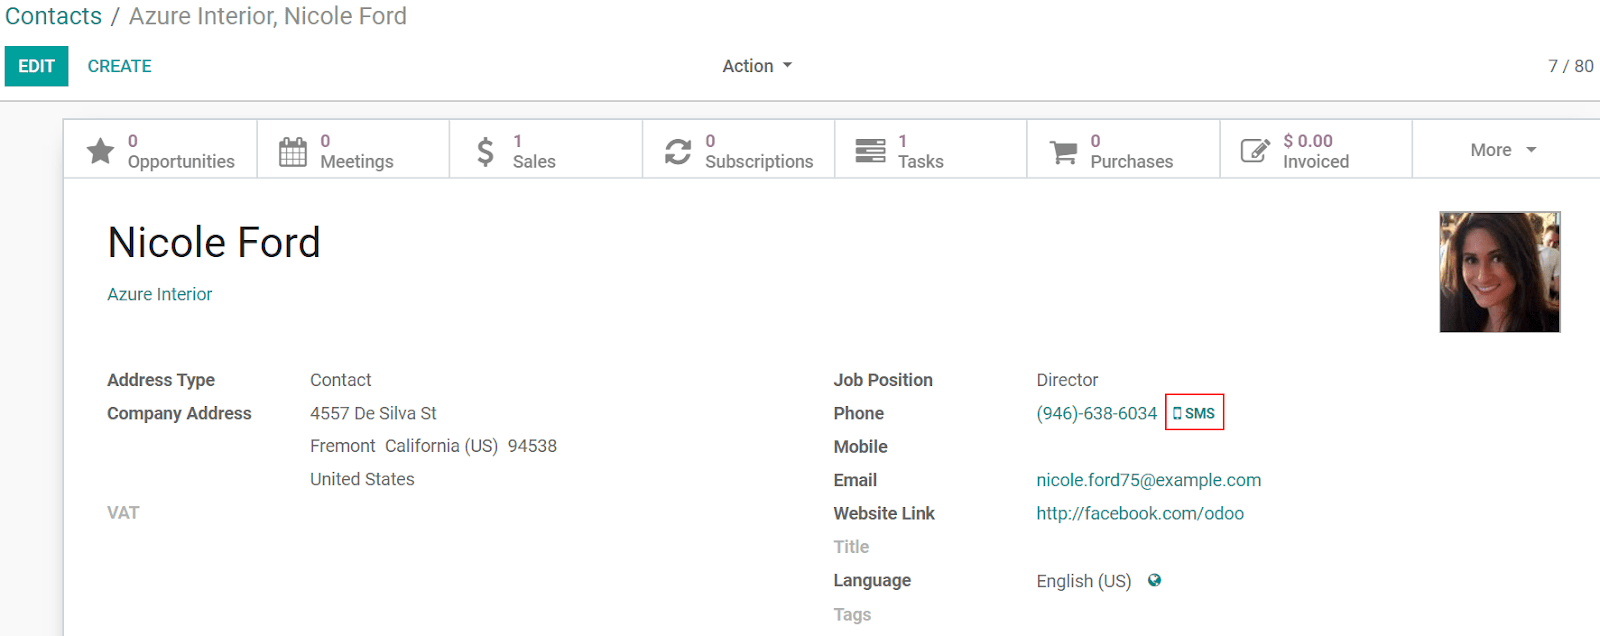 Contacts / Azure Interior, Nicole Ford
EDIT CREATE Action 7 / 80
0 0 1 0 1 0 $ 0.00
Opportunities Meetings Sales Subscriptions Tasks Purchases Invoiced More
Nicole Ford
Azure Interior
Address Type Contact Job Position Director
Company Address 4557 De Silva St Phone (946)-638-6034 SMS
Fremont California (US) 94538 Mobile
United States Email nicole.ford75@example.com
VAT Website Link http://facebook.com/odoo
Title
Language English (US)
Tags